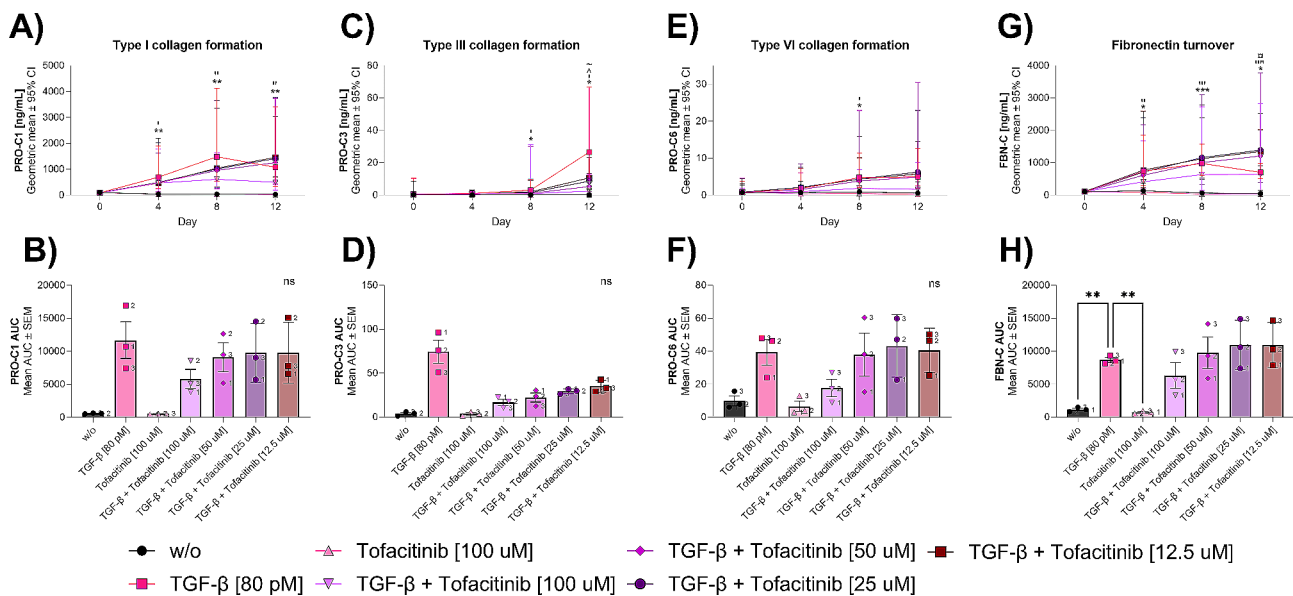 A)
Type I collagen formation
PRO-C1 [ng/mL]
Geometric mean ± 95% CI
5000
4000
3000
2000
1000
0
**
**
**
0
4
8
12
Day
C)
Type III collagen formation
PRO-C3 [ng/mL]
Geometric mean ± 95% CI
60
40
20
0
*
*
0
4
8
12
Day
E)
Type VI collagen formation
PRO-C6 [ng/mL]
Geometric mean ± 95% CI
35
30
25
20
15
10
5
0
*
0
4
8
12
Day
G)
Fibronectin turnover
FBN-C [ng/mL]
Geometric mean ± 95% CI
4000
3000
2000
1000
0
*
***
*
0
4
8
12
Day
B)
PRO-C1 AUC
Mean AUC ± SEM
20000
15000
10000
5000
0
ns
w/o
TGF-β [80 pM]
Tofacitinib [100 uM]
TGF-β + Tofacitinib [100 uM]
TGF-β + Tofacitinib [50 uM]
TGF-β + Tofacitinib [25 uM]
TGF-β + Tofacitinib [12.5 uM]
D)
PRO-C3 AUC
Mean AUC ± SEM
150
100
50
0
ns
w/o
TGF-β [80 pM]
Tofacitinib [100 uM]
TGF-β + Tofacitinib [100 uM]
TGF-β + Tofacitinib [50 uM]
TGF-β + Tofacitinib [25 uM]
TGF-β + Tofacitinib [12.5 uM]
F)
PRO-C6 AUC
Mean AUC ± SEM
80
60
40
20
0
ns
w/o
TGF-β [80 pM]
Tofacitinib [100 uM]
TGF-β + Tofacitinib [100 uM]
TGF-β + Tofacitinib [50 uM]
TGF-β + Tofacitinib [25 uM]
TGF-β + Tofacitinib [12.5 uM]
H)
FBN-C AUC
Mean AUC ± SEM
20000
15000
10000
5000
0
**
**
w/o
TGF-β [80 pM]
Tofacitinib [100 uM]
TGF-β + Tofacitinib [100 uM]
TGF-β + Tofacitinib [50 uM]
TGF-β + Tofacitinib [25 uM]
TGF-β + Tofacitinib [12.5 uM]
w/o
Tofacitinib [100 uM]
TGF-β + Tofacitinib [50 uM]
TGF-β + Tofacitinib [12.5 uM]
TGF-β [80 pM]
TGF-β + Tofacitinib [100 uM]
TGF-β + Tofacitinib [25 uM]